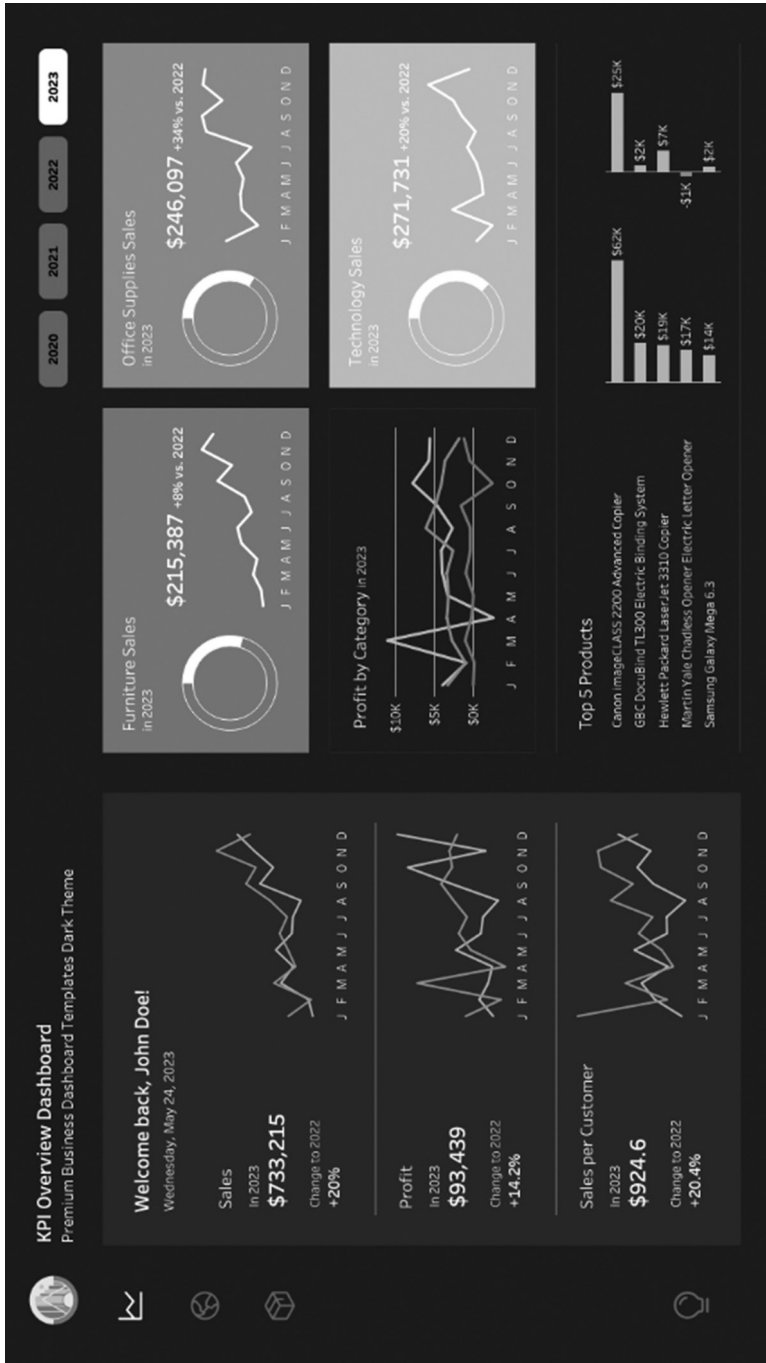 KPI Overview Dashboard
Premium Business Dashboard Templates Dark Theme
2020
2021
2022
2023
Welcome back, John Doe!
Wednesday, May 24, 2023
Sales
In 2023
$733,215
Change to 2022
+20%
J F M A M J J A S O N D
Profit
In 2023
$93,439
Change to 2022
+14.2%
J F M A M J J A S O N D
Sales per Customer
In 2023
$924.6
Change to 2022
+20.4%
J F M A M J J A S O N D
Furniture Sales
in 2023
$215,387 +8% vs. 2022
J F M A M J J A S O N D
Office Supplies Sales
in 2023
$246,097 +34% vs. 2022
J F M A M J J A S O N D
Profit by Category in 2023
$10K
$5K
$0K
J F M A M J J A S O N D
Technology Sales
in 2023
$271,731 +20% vs. 2022
J F M A M J J A S O N D
Top 5 Products
Canon imageCLASS 2200 Advanced Copier $62K $25K
GBC DocuBind TL300 Electric Binding System $20K $2K
Hewlett Packard LaserJet 3310 Copier $19K $7K
Martin Yale Chadless Opener Electric Letter Opener $17K -$1K
Samsung Galaxy Mega 6.3 $14K $2K